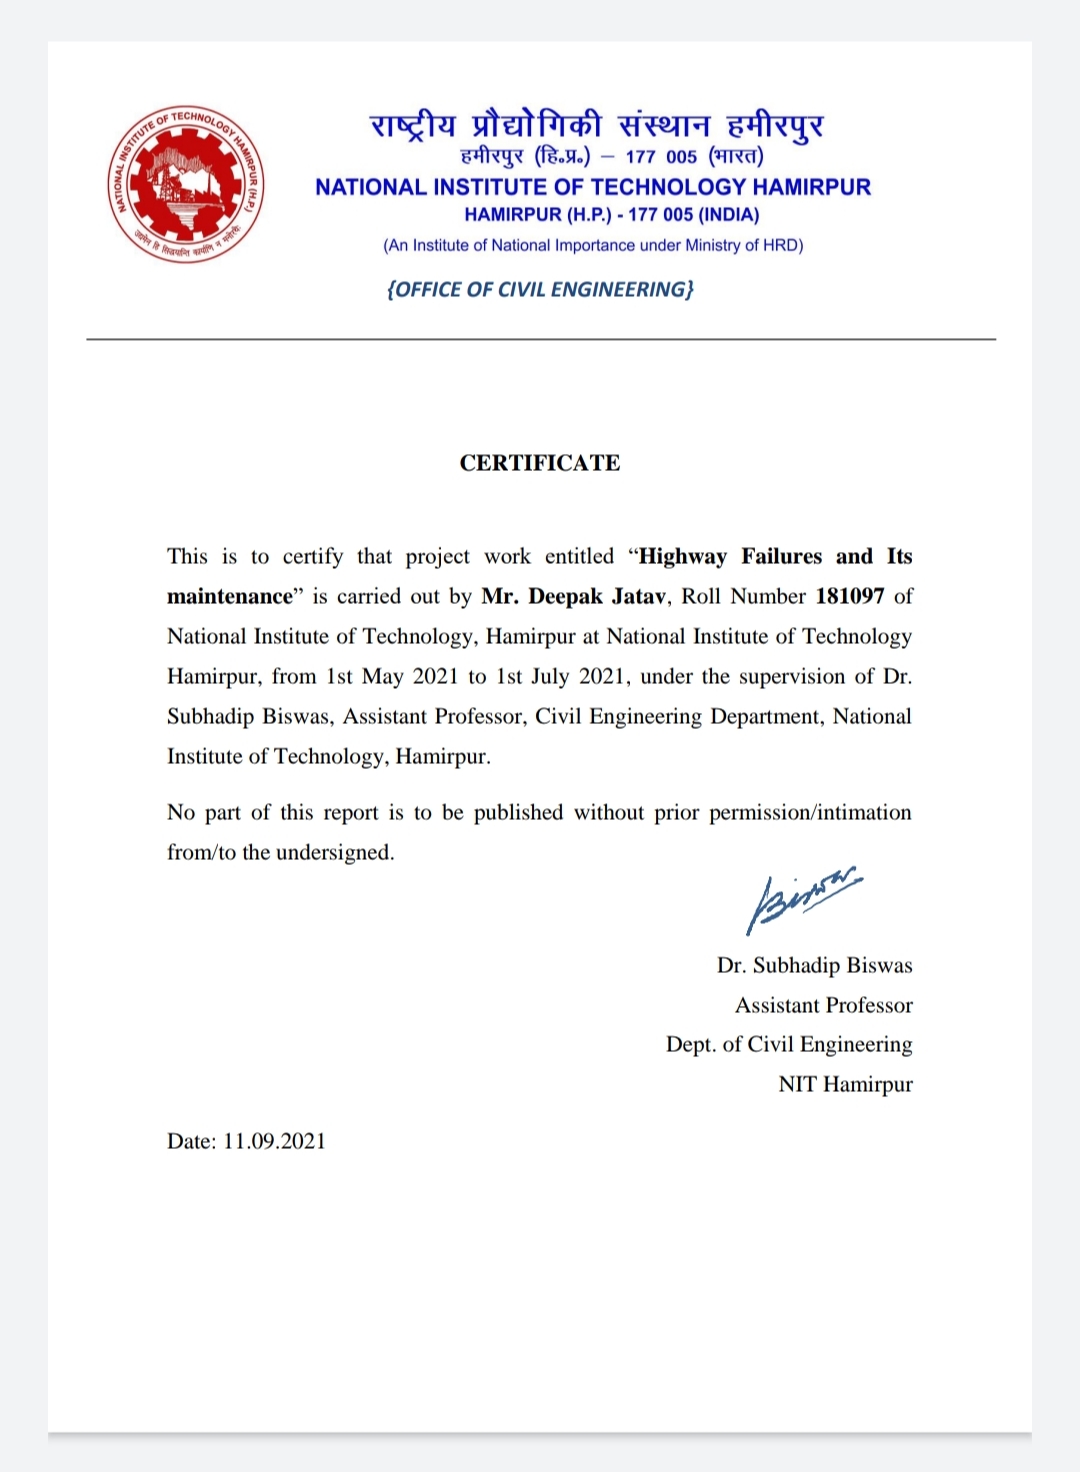 NATIONAL INSTITUTE OF TECHNOLOGY HAMIRPUR (H.P.)
उद्यमेन हि सिद्धयन्ति कार्याणि न मनोरथैः
राष्ट्रीय प्रौद्योगिकी संस्थान हमीरपुर
हमीरपुर (हि॰प्र॰) – 177 005 (भारत)
NATIONAL INSTITUTE OF TECHNOLOGY HAMIRPUR
HAMIRPUR (H.P.) - 177 005 (INDIA)
(An Institute of National Importance under Ministry of HRD)
{OFFICE OF CIVIL ENGINEERING}
CERTIFICATE
This is to certify that project work entitled “Highway Failures and Its
maintenance” is carried out by Mr. Deepak Jatav, Roll Number 181097 of
National Institute of Technology, Hamirpur at National Institute of Technology
Hamirpur, from 1st May 2021 to 1st July 2021, under the supervision of Dr.
Subhadip Biswas, Assistant Professor, Civil Engineering Department, National
Institute of Technology, Hamirpur.
No part of this report is to be published without prior permission/intimation
from/to the undersigned.
Biswas
Dr. Subhadip Biswas
Assistant Professor
Dept. of Civil Engineering
NIT Hamirpur
Date: 11.09.2021